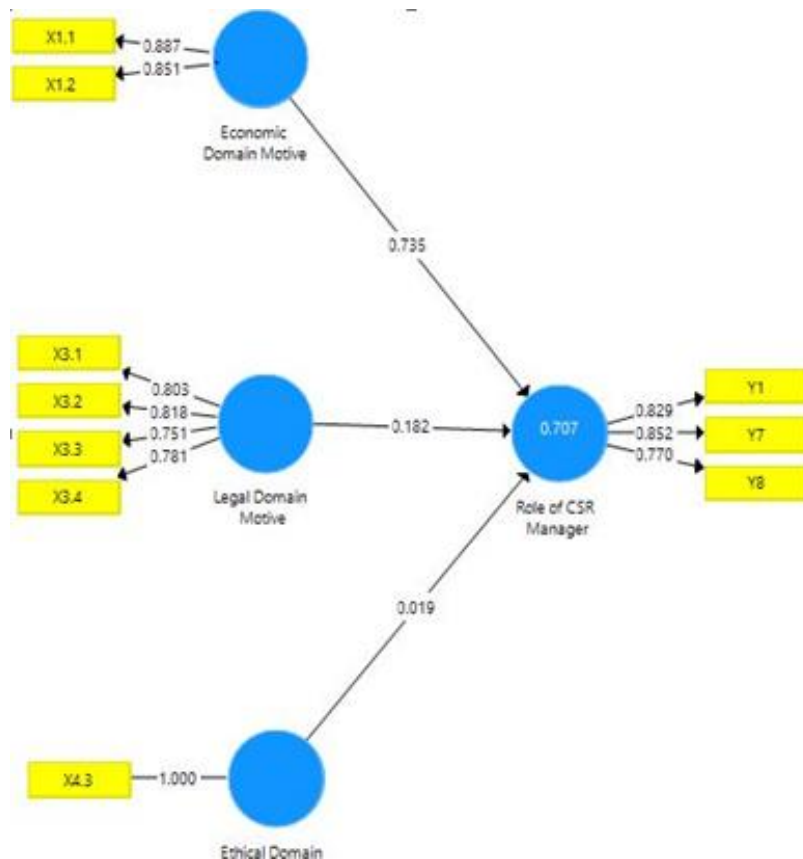 X1.1
0.887
X1.2
0.851
Economic
Domain Motive
0.735
X3.1
0.803
X3.2
0.818
X3.3
0.751
X3.4
0.781
Legal Domain
Motive
0.182
0.707
Role of CSR
Manager
0.829
Y1
0.852
Y7
0.770
Y8
0.019
X4.3
1.000
Ethical Domain